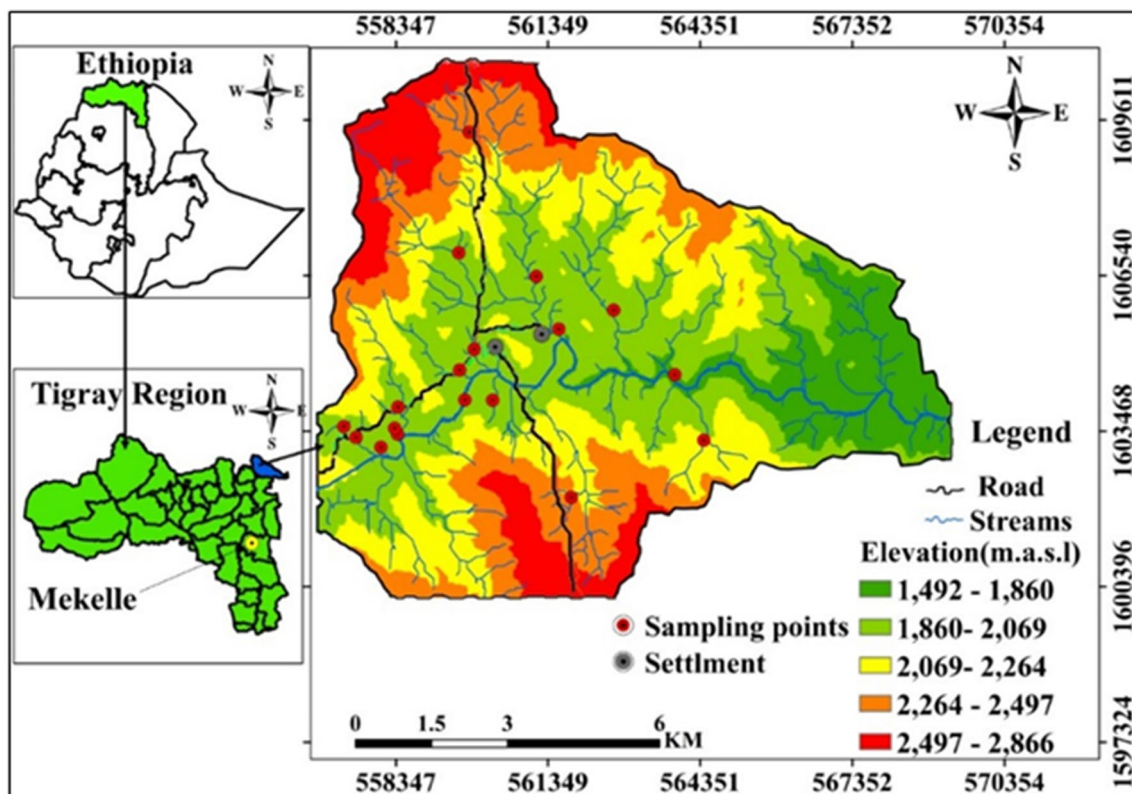 558347 561349 564351 567352 570354
Ethiopia
N
W E
S
N
W E
S
1609611
1606540
1603468
1600396
1597324
Tigray Region
N
W E
S
Mekelle
Legend
Road
Streams
Elevation(m.a.s.l)
1,492 - 1,860
1,860- 2,069
2,069- 2,264
2,264 - 2,497
2,497 - 2,866
Sampling points
Settlment
0 1.5 3 6
KM
558347 561349 564351 567352 570354